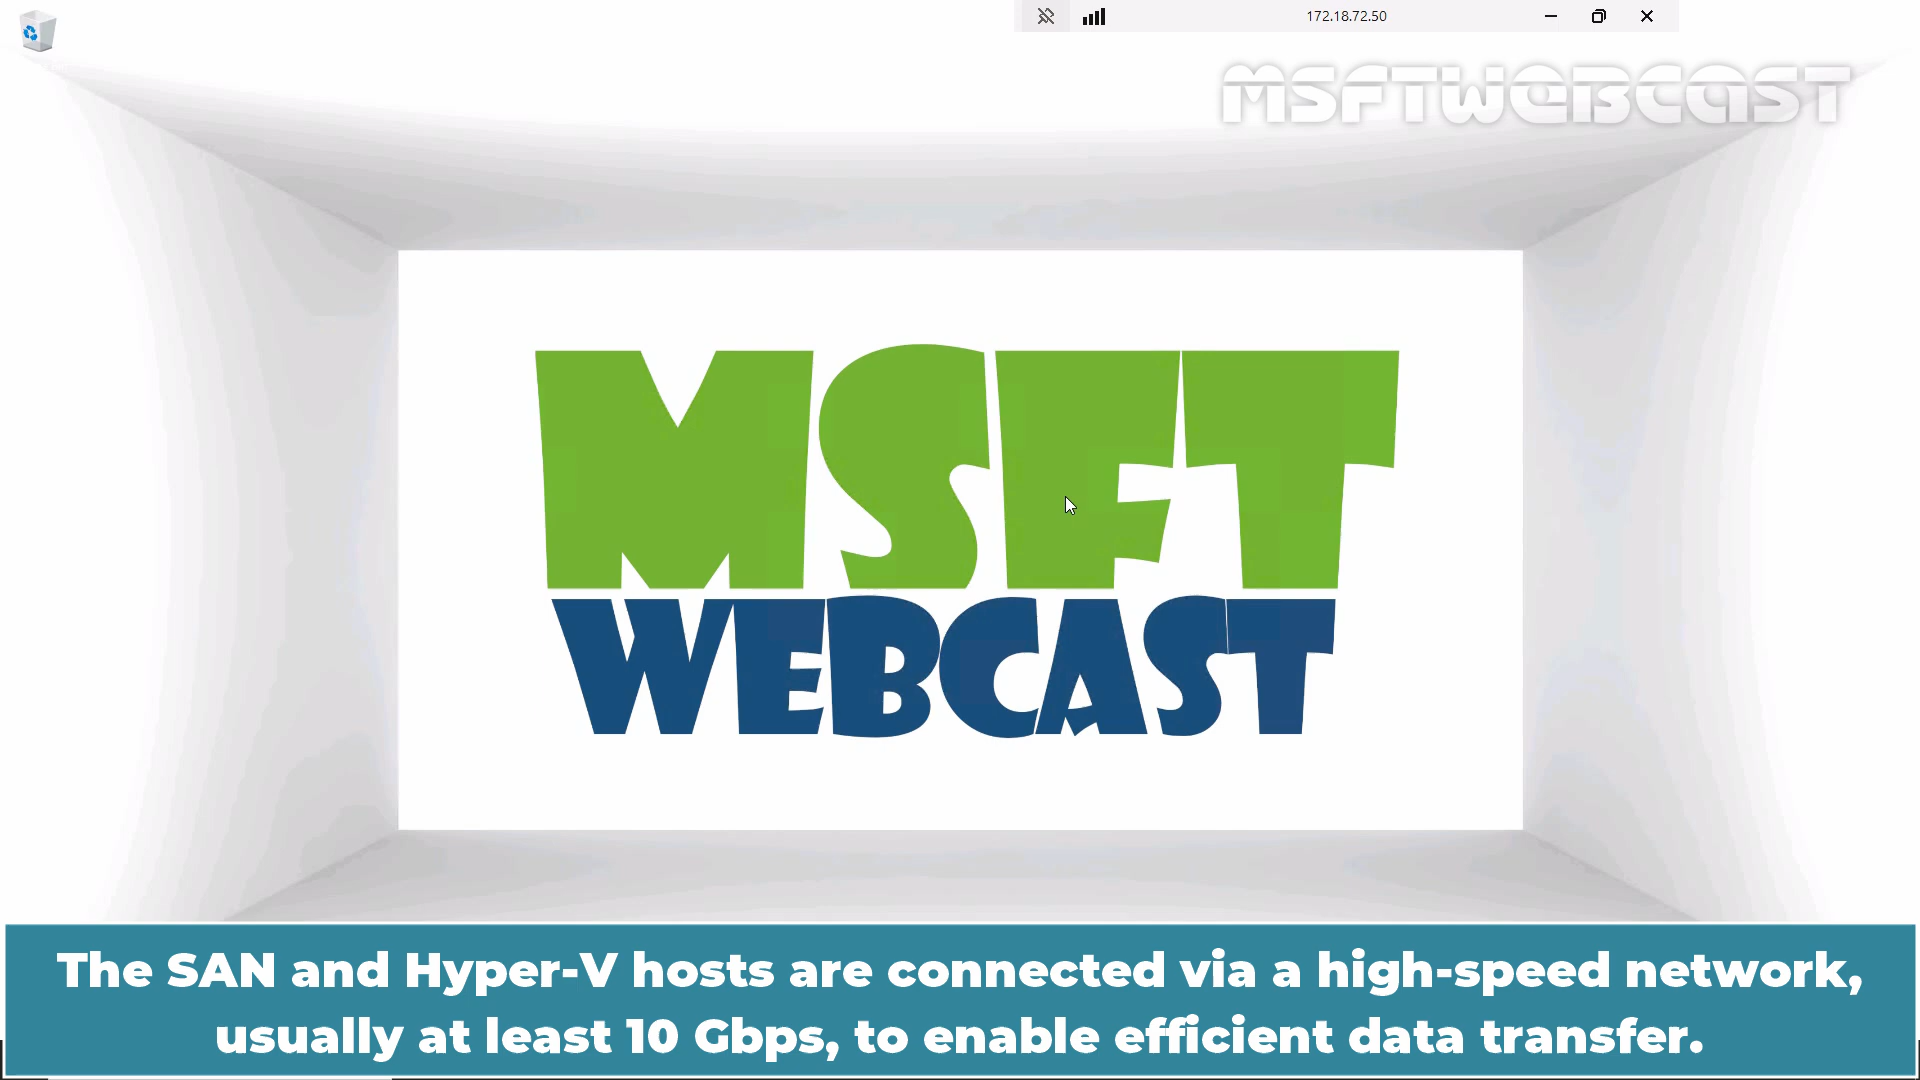 172.18.72.50
MSFTWEBCAST
MSFT
WEBCAST
The SAN and Hyper-V hosts are connected via a high-speed network,
usually at least 10 Gbps, to enable efficient data transfer.